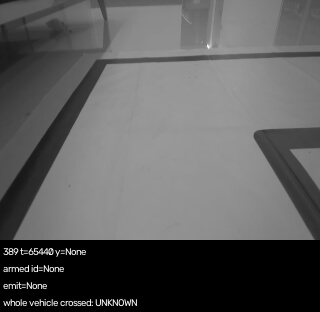 389 t=65440 y=None
armed id=None
emit=None
whole vehicle crossed: UNKNOWN